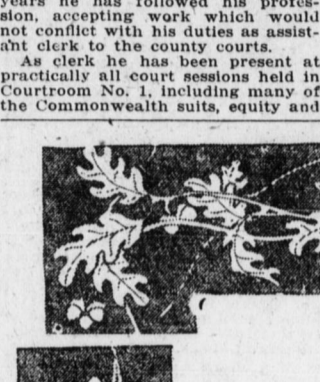 years he has followed his profes-
sion, accepting work which would
not conflict with his duties as assist-
ant clerk to the county courts.
As clerk he has been present at
practically all court sessions held in
Courtroom No. 1, including many of
the Commonwealth suits, equity and